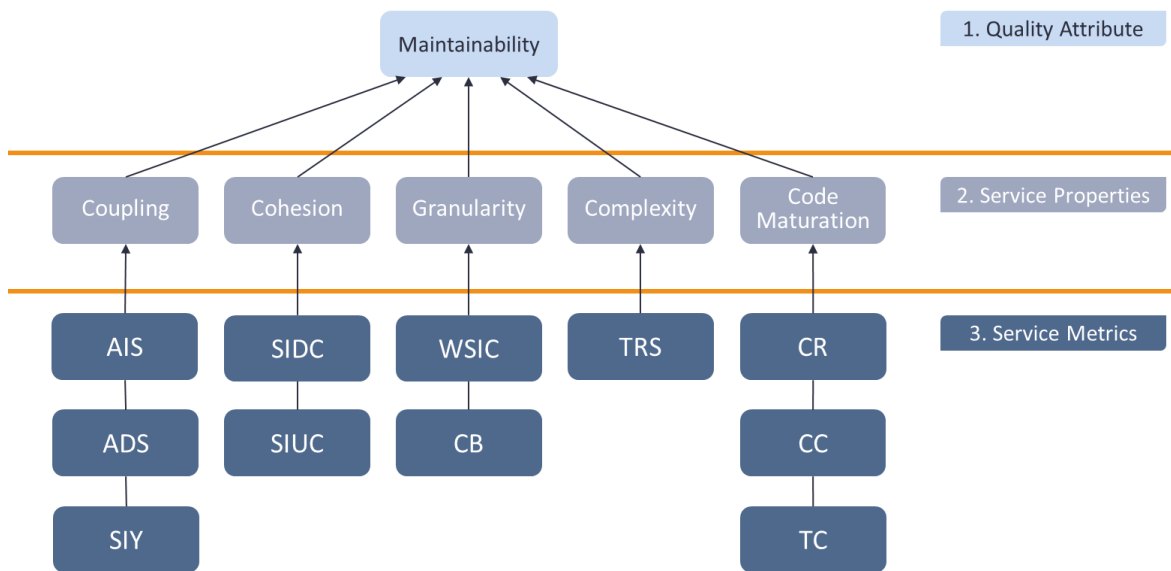 Maintainability
1. Quality Attribute
Coupling
Cohesion
Granularity
Complexity
Code
Maturation
2. Service Properties
AIS
SIDC
WSIC
TRS
CR
3. Service Metrics
ADS
SIUC
CB
CC
SIY
TC